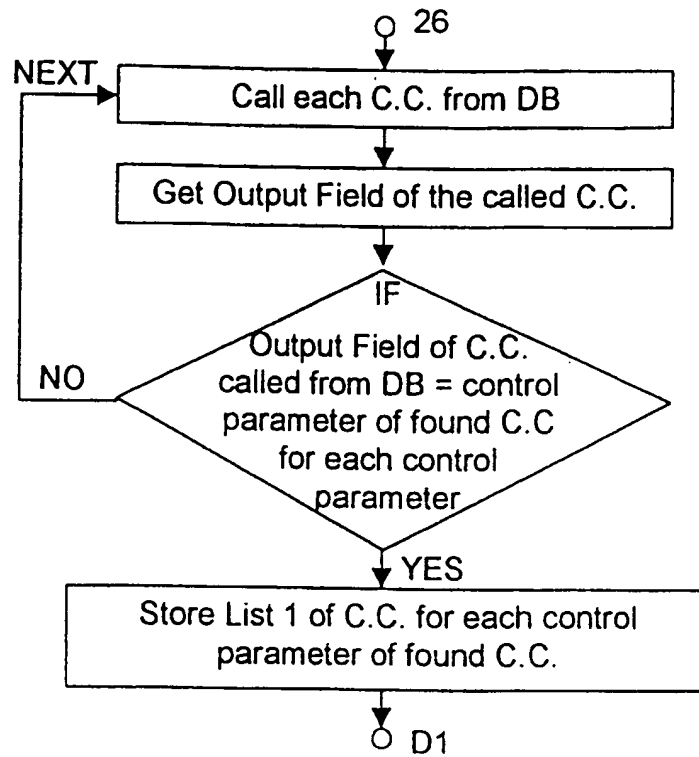 26
NEXT
Call each C.C. from DB
Get Output Field of the called C.C.
IF
Output Field of C.C.
called from DB = control
parameter of found C.C
for each control
parameter
NO
YES
Store List 1 of C.C. for each control
parameter of found C.C.
D1